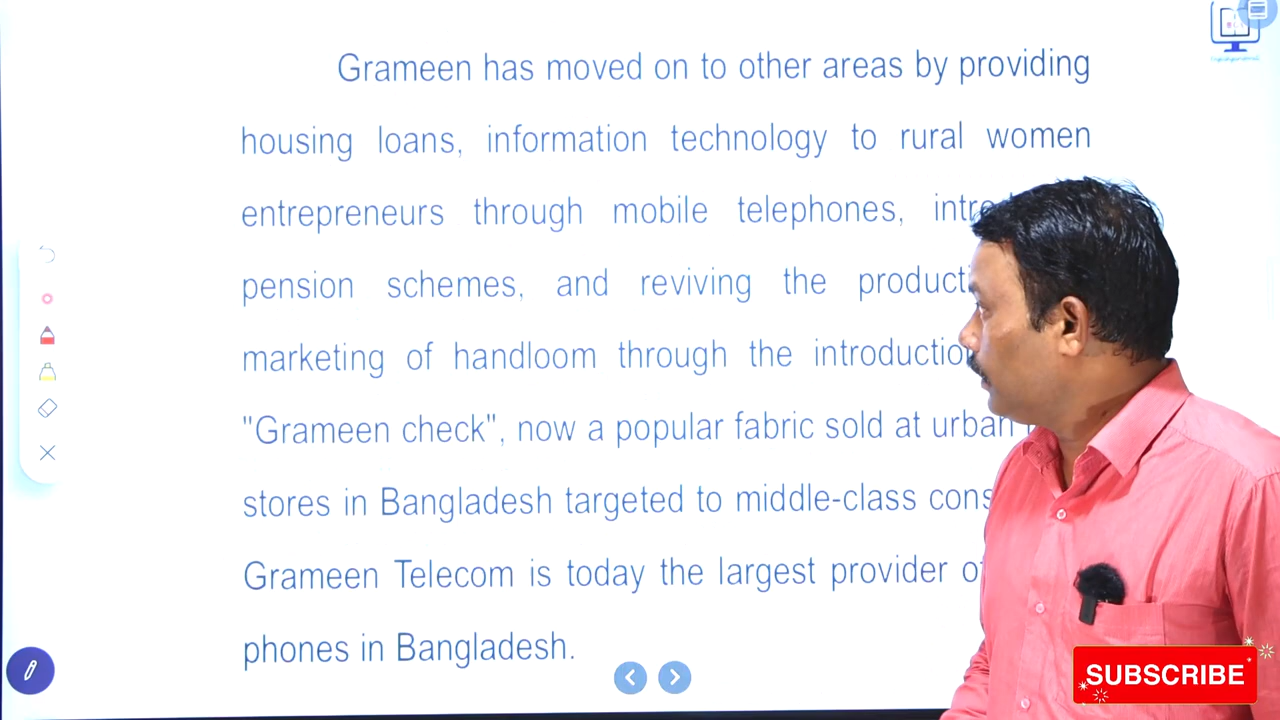 Grameen has moved on to other areas by providing
housing loans, information technology to rural women
entrepreneurs through mobile telephones,
pension schemes, and reviving the
marketing of handloom through the
"Grameen check", now a popular fabric sold at urban
stores in Bangladesh targeted to middle-class
Grameen Telecom is today the largest provider
phones in Bangladesh.
SUBSCRIBE